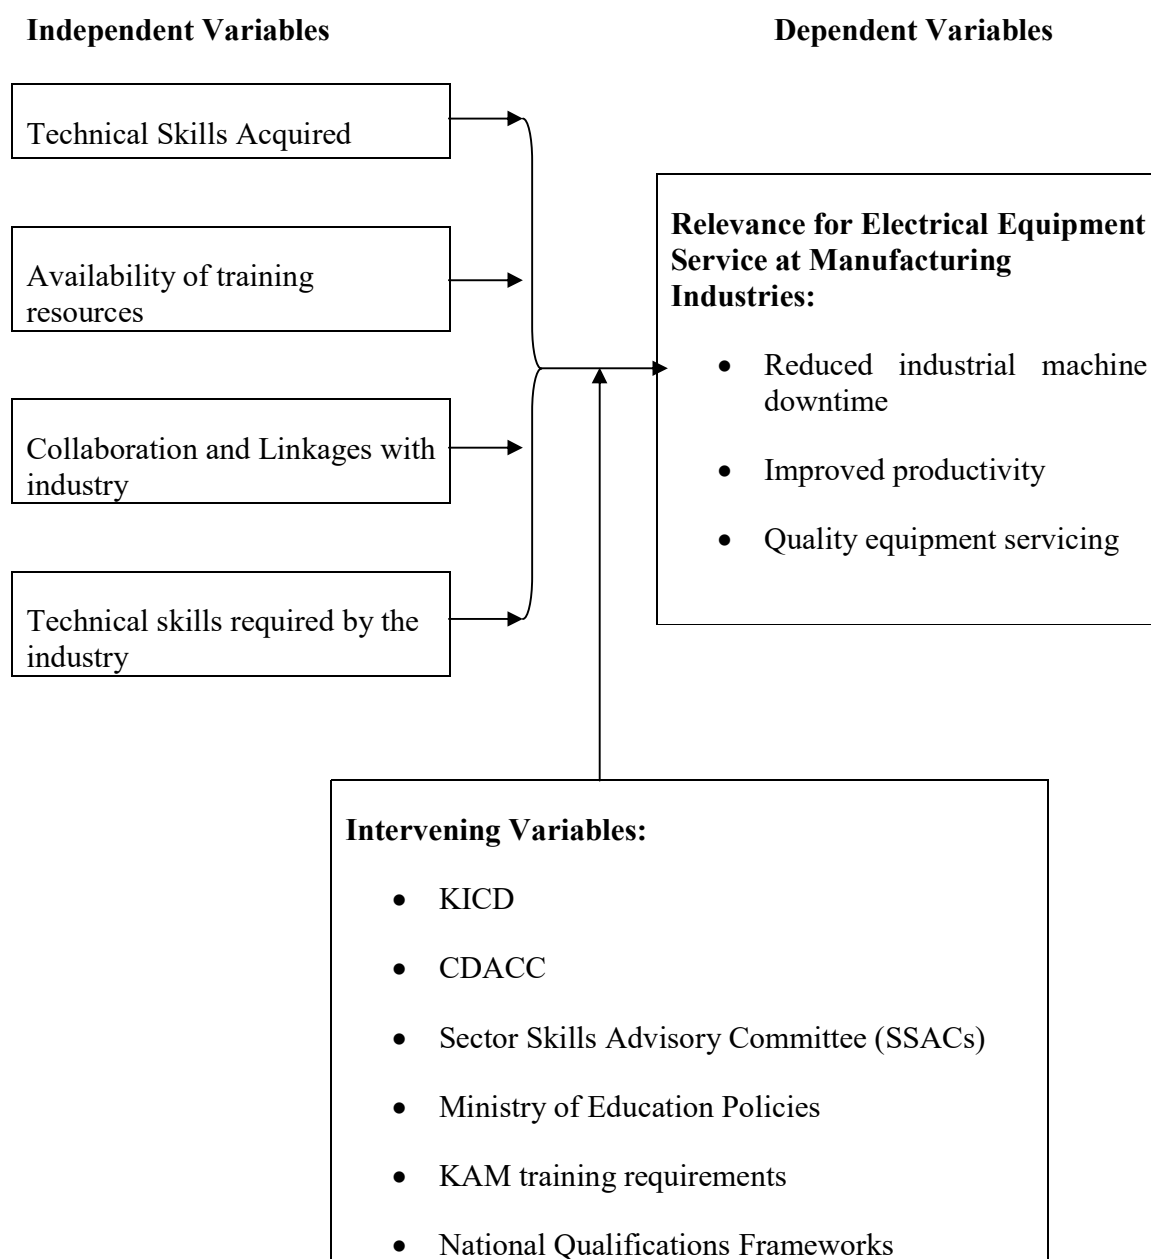 Independent Variables
Dependent Variables
Technical Skills Acquired
Availability of training
resources
Collaboration and Linkages with
industry
Technical skills required by the
industry
Relevance for Electrical Equipment
Service at Manufacturing
Industries:
• Reduced industrial machine
downtime
• Improved productivity
• Quality equipment servicing
Intervening Variables:
• KICD
• CDACC
• Sector Skills Advisory Committee (SSACs)
• Ministry of Education Policies
• KAM training requirements
• National Qualifications Frameworks